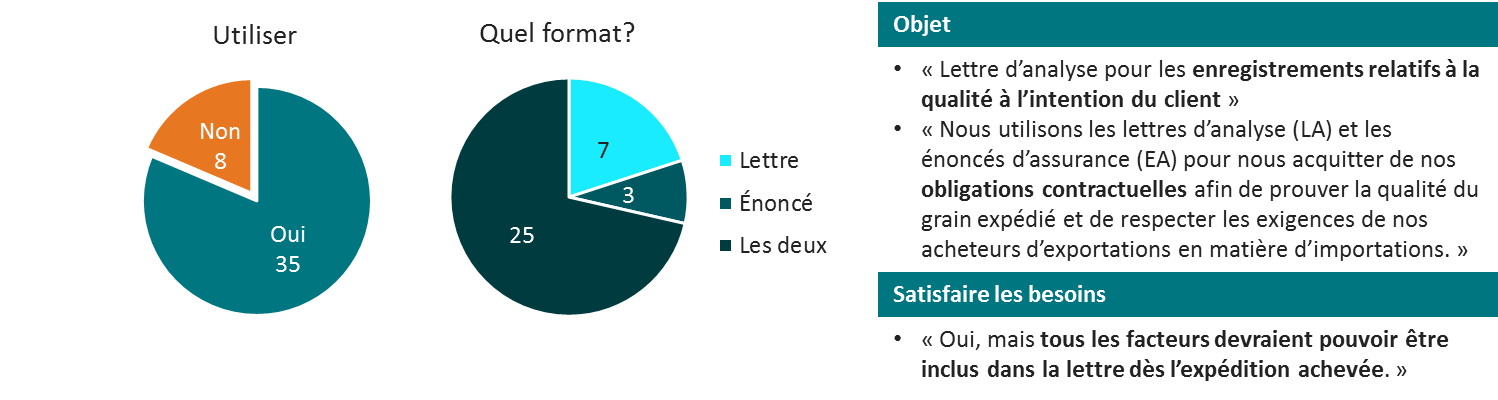 Utiliser
Non
8
Oui
35
Quel format?
7
3
25
Lettre
Énoncé
Les deux
Objet
• « Lettre d’analyse pour les enregistrements relatifs à la
qualité à l’intention du client »
• « Nous utilisons les lettres d’analyse (LA) et les
énoncés d’assurance (EA) pour nous acquitter de nos
obligations contractuelles afin de prouver la qualité du
grain expédié et de respecter les exigences de nos
acheteurs d’exportations en matière d’importations. »
Satisfaire les besoins
• « Oui, mais tous les facteurs devraient pouvoir être
inclus dans la lettre dès l’expédition achevée. »